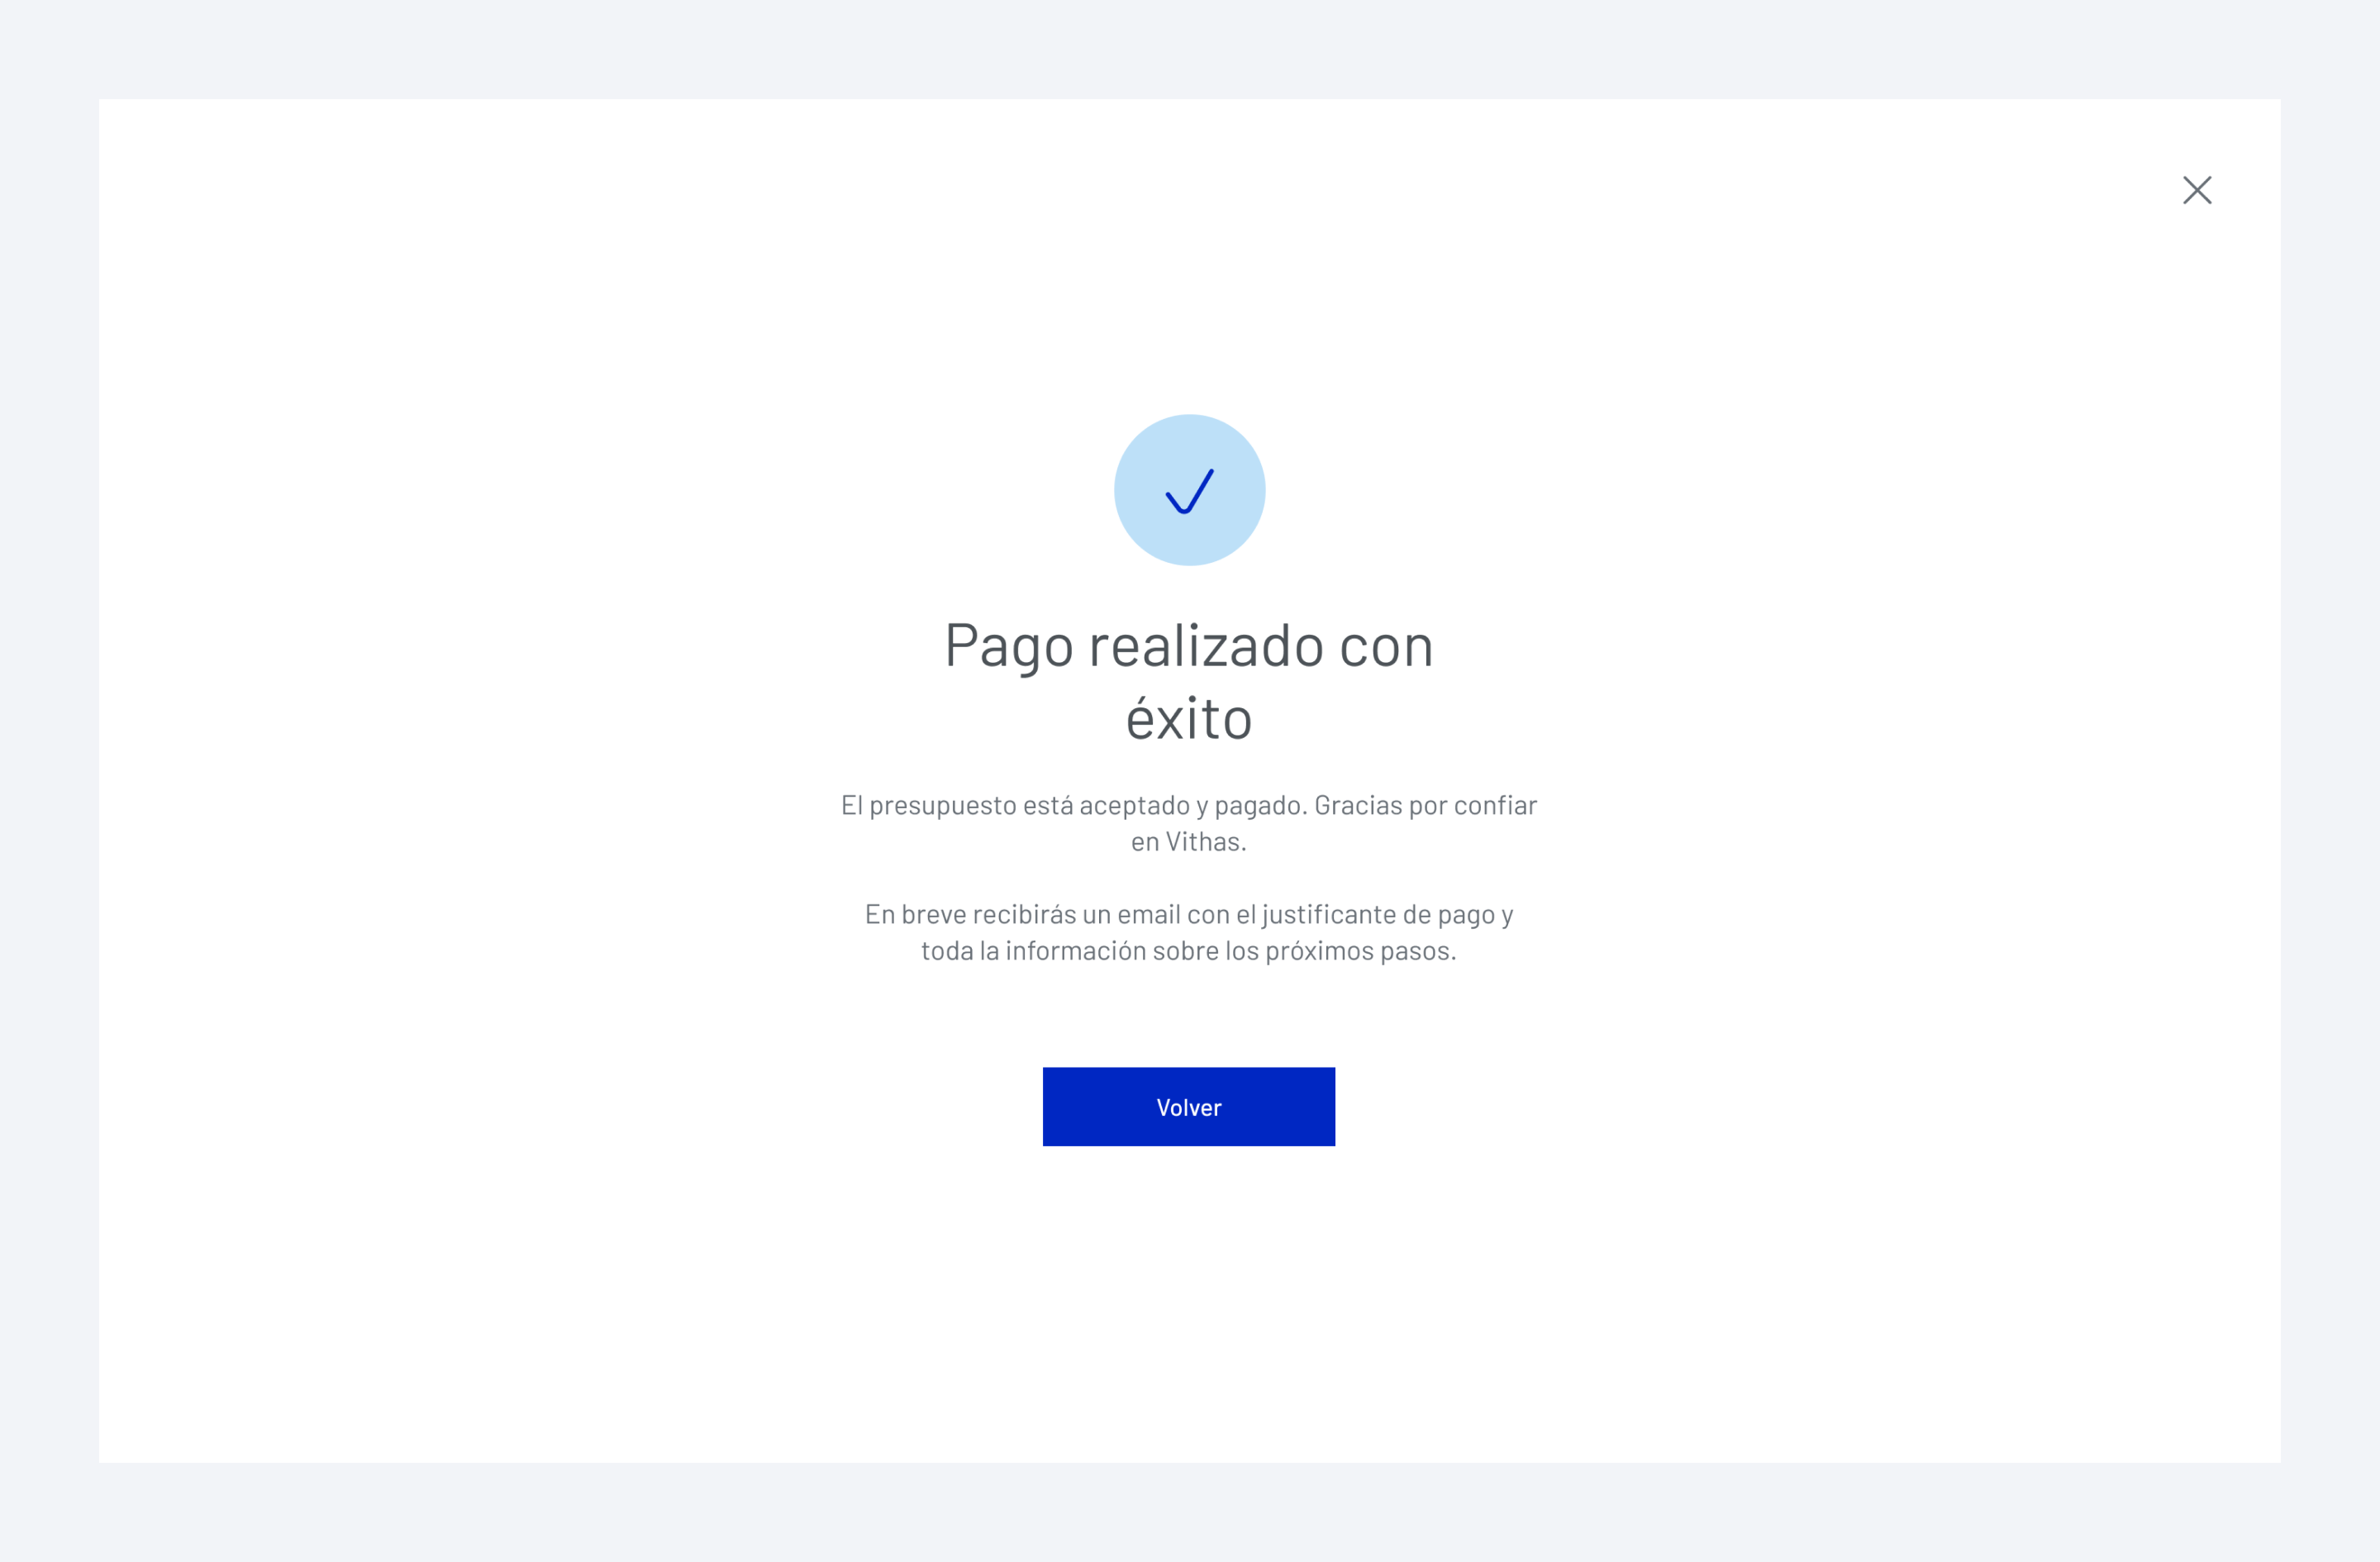 Pago realizado con
éxito
El presupuesto está aceptado y pagado. Gracias por confiar
en Vithas.
En breve recibirás un email con el justificante de pago y
toda la información sobre los próximos pasos.
Volver